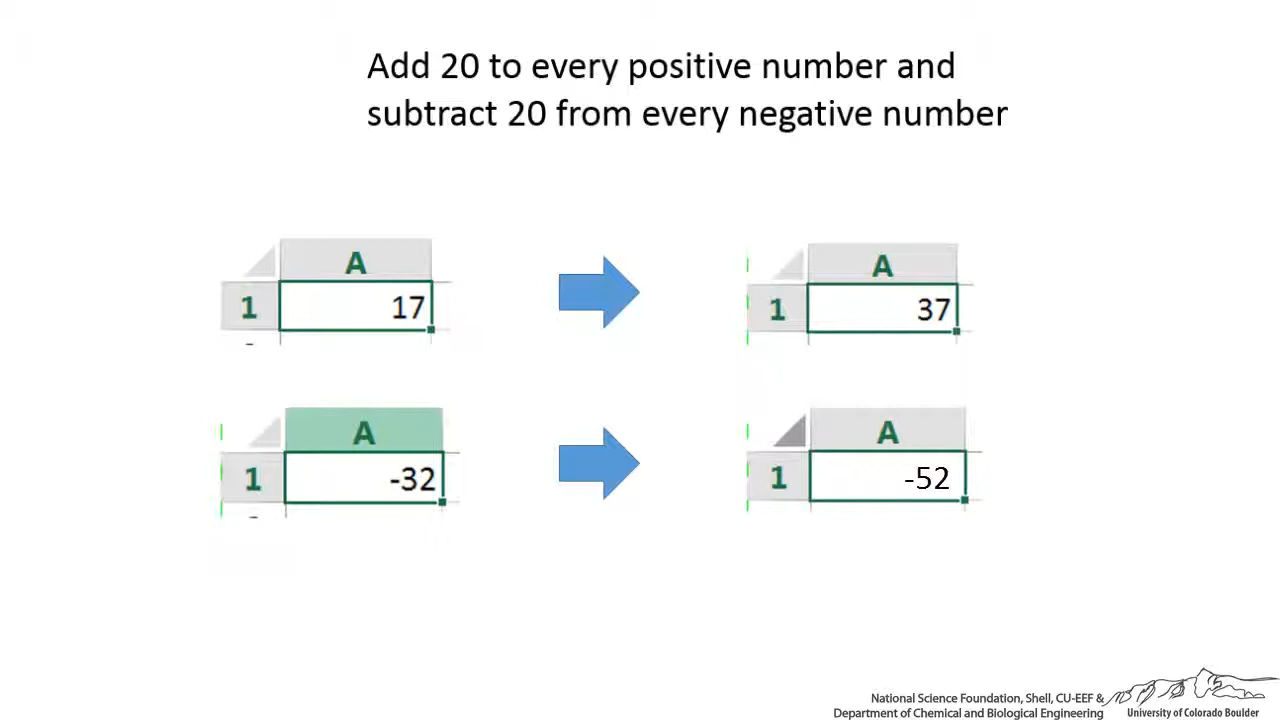 Add 20 to every positive number and
subtract 20 from every negative number
A
1 17
A
1 37
A
1 -32
A
1 -52
National Science Foundation, Shell, CU-EEF &
Department of Chemical and Biological Engineering
University of Colorado Boulder